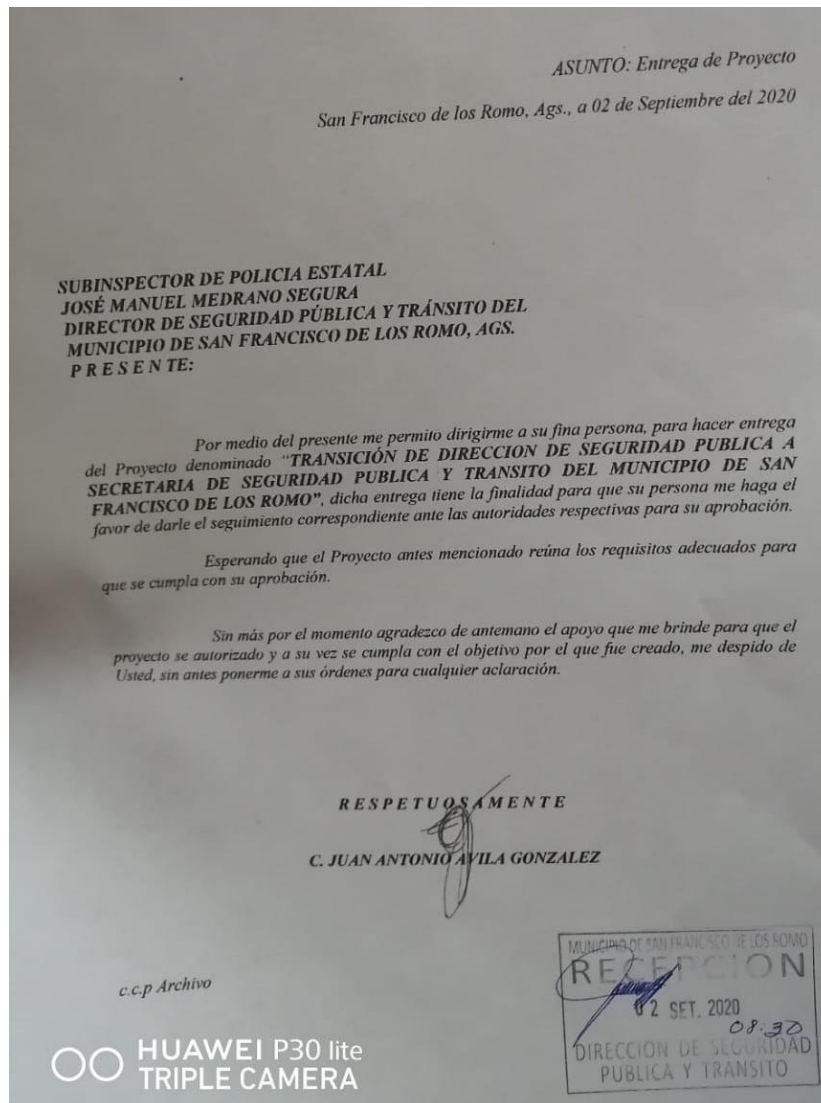 ASUNTO: Entrega de Proyecto
San Francisco de los Romo, Ags., a 02 de Septiembre del 2020
SUBINSPECTOR DE POLICIA ESTATAL
JOSÉ MANUEL MEDRANO SEGURA
DIRECTOR DE SEGURIDAD PÚBLICA Y TRÁNSITO DEL
MUNICIPIO DE SAN FRANCISCO DE LOS ROMO, AGS.
P R E S E N TE:
Por medio del presente me permito dirigirme a su fina persona, para hacer entrega
del Proyecto denominado “TRANSICIÓN DE DIRECCION DE SEGURIDAD PUBLICA A
SECRETARIA DE SEGURIDAD PUBLICA Y TRANSITO DEL MUNICIPIO DE SAN
FRANCISCO DE LOS ROMO”, dicha entrega tiene la finalidad para que su persona me haga el
favor de darle el seguimiento correspondiente ante las autoridades respectivas para su aprobación.
Esperando que el Proyecto antes mencionado reúna los requisitos adecuados para
que se cumpla con su aprobación.
Sin más por el momento agradezco de antemano el apoyo que me brinde para que el
proyecto se autorizado y a su vez se cumpla con el objetivo por el que fue creado, me despido de
Usted, sin antes ponerme a sus órdenes para cualquier aclaración.
R E S P E T U O S A M E N T E
C. JUAN ANTONIO AVILA GONZALEZ
c.c.p Archivo
MUNICIPIO DE SAN FRANCISCO DE LOS ROMO
RECEPCION
02 SET. 2020
08:30
DIRECCION DE SEGURIDAD
PUBLICA Y TRANSITO
HUAWEI P30 lite
TRIPLE CAMERA